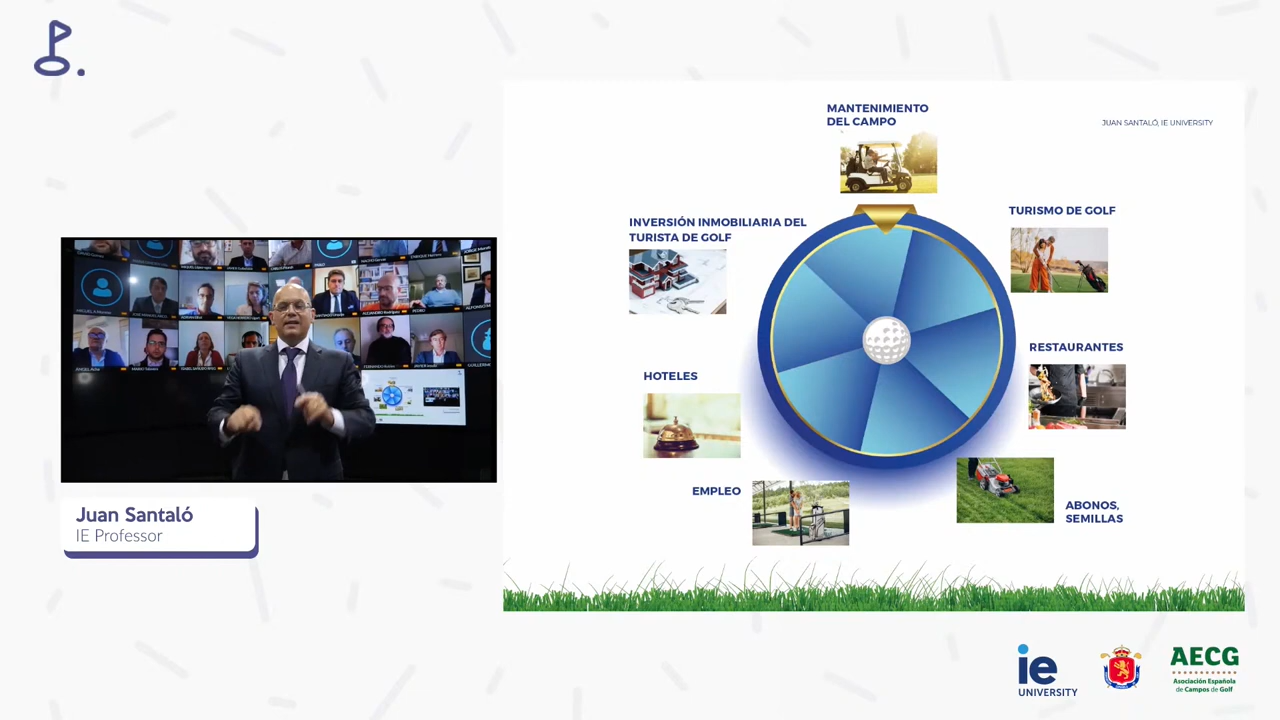 MANTENIMIENTO
DEL CAMPO
JUAN SANTALÓ, IE UNIVERSITY
INVERSIÓN INMOBILIARIA DEL
TURISTA DE GOLF
TURISMO DE GOLF
RESTAURANTES
HOTELES
EMPLEO
ABONOS,
SEMILLAS
Juan Santaló
IE Professor
ie
UNIVERSITY
AECG
Asociación Española
de Campos de Golf